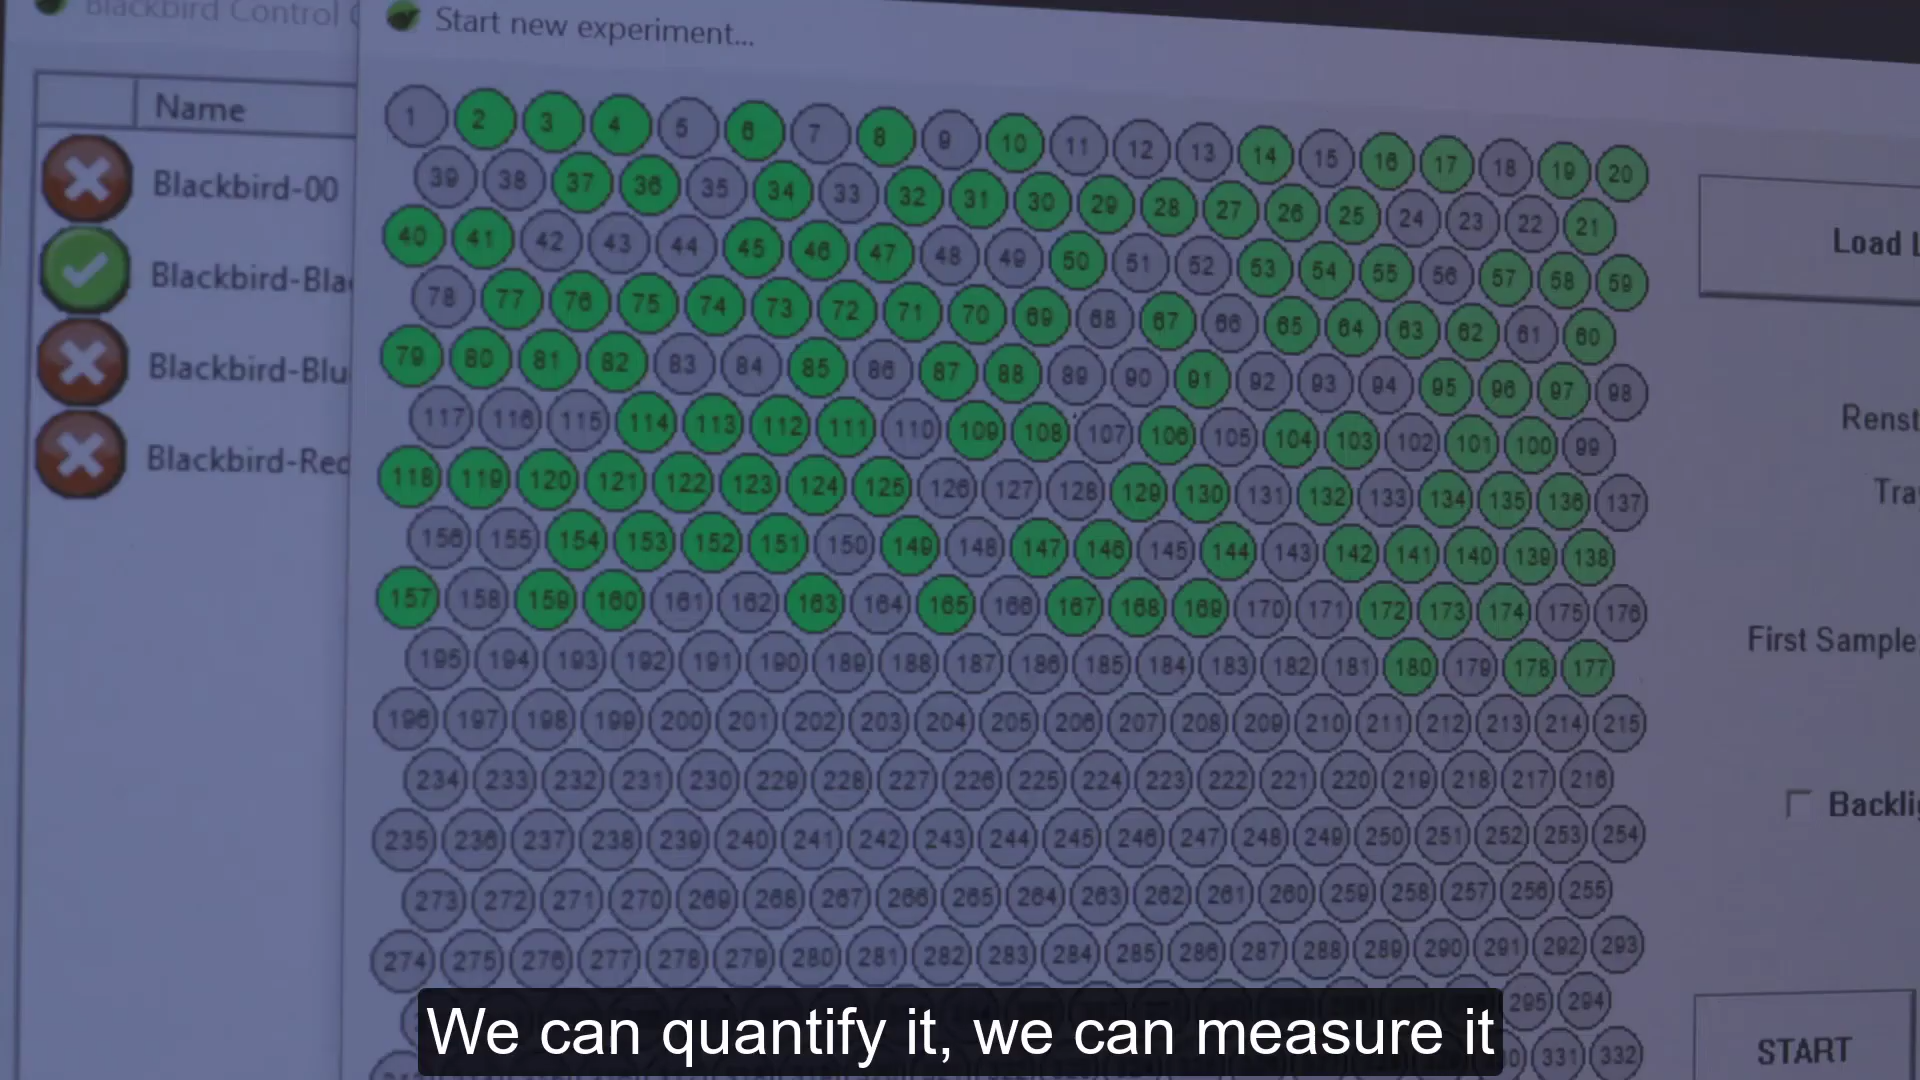 Blackbird Control
Start new experiment...
Name
Blackbird-00
Blackbird-Bla
Blackbird-Blu
Blackbird-Red
1 2 3 4 5 6 7 8 9 10 11 12 13 14 15 16 17 18 19 20
39 38 37 36 35 34 33 32 31 30 29 28 27 26 25 24 23 22 21
40 41 42 43 44 45 46 47 48 49 50 51 52 53 54 55 56 57 58 59
78 77 76 75 74 73 72 71 70 69 68 67 66 65 64 63 62 61 60
79 80 81 82 83 84 85 86 87 88 89 90 91 92 93 94 95 96 97 98
117 116 115 114 113 112 111 110 109 108 107 106 105 104 103 102 101 100 99
118 119 120 121 122 123 124 125 126 127 128 129 130 131 132 133 134 135 136 137
156 155 154 153 152 151 150 149 148 147 146 145 144 143 142 141 140 139 138
157 158 159 160 161 162 163 164 165 166 167 168 169 170 171 172 173 174 175 176
195 194 193 192 191 190 189 188 187 186 185 184 183 182 181 180 179 178 177
196 197 198 199 200 201 202 203 204 205 206 207 208 209 210 211 212 213 214 215
234 233 232 231 230 229 228 227 226 225 224 223 222 221 220 219 218 217 216
235 236 237 238 239 240 241 242 243 244 245 246 247 248 249 250 251 252 253 254
273 272 271 270 269 268 267 266 265 264 263 262 261 260 259 258 257 256 255
274 275 276 277 278 279 280 281 282 283 284 285 286 287 288 289 290 291 292 293
295 294
331 332
Load
Renst
Tra
First Sample
Backlig
START
We can quantify it, we can measure it